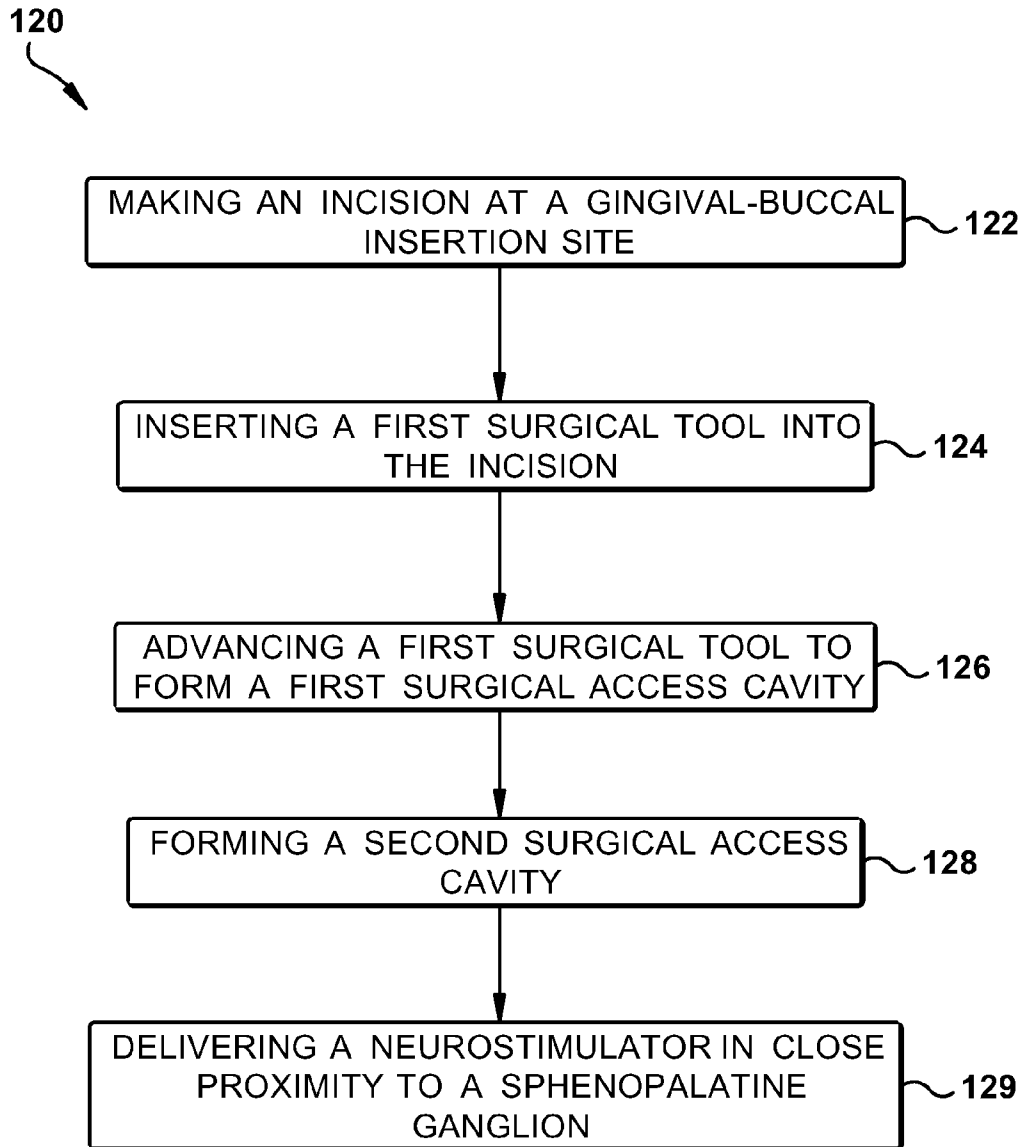 120
MAKING AN INCISION AT A GINGIVAL-BUCCAL
INSERTION SITE
122
INSERTING A FIRST SURGICAL TOOL INTO
THE INCISION
124
ADVANCING A FIRST SURGICAL TOOL TO
FORM A FIRST SURGICAL ACCESS CAVITY
126
FORMING A SECOND SURGICAL ACCESS
CAVITY
128
DELIVERING A NEUROSTIMULATOR IN CLOSE
PROXIMITY TO A SPHENOPALATINE
GANGLION
129